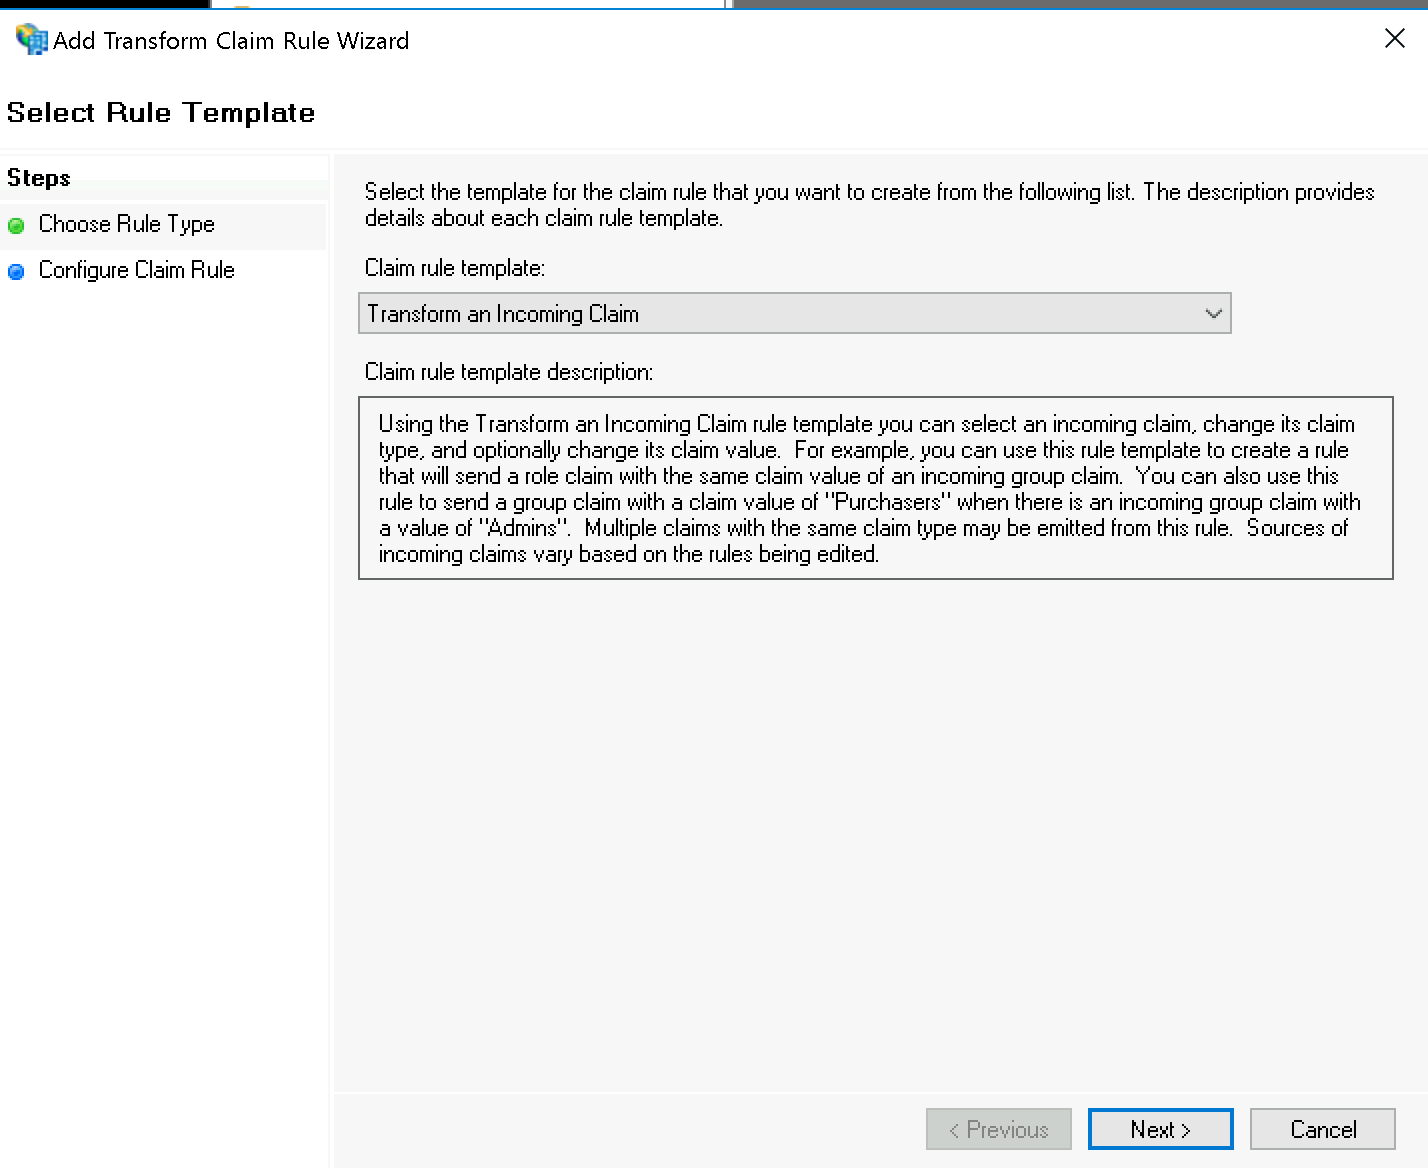 Add Transform Claim Rule Wizard
Select Rule Template
Steps
Choose Rule Type
Configure Claim Rule
Select the template for the claim rule that you want to create from the following list. The description provides
details about each claim rule template.
Claim rule template:
Transform an Incoming Claim
Claim rule template description:
Using the Transform an Incoming Claim rule template you can select an incoming claim, change its claim
type, and optionally change its claim value.  For example, you can use this rule template to create a rule
that will send a role claim with the same claim value of an incoming group claim.  You can also use this
rule to send a group claim with a claim value of "Purchasers" when there is an incoming group claim with
a value of "Admins".  Multiple claims with the same claim type may be emitted from this rule.  Sources of
incoming claims vary based on the rules being edited.
< Previous
Next >
Cancel